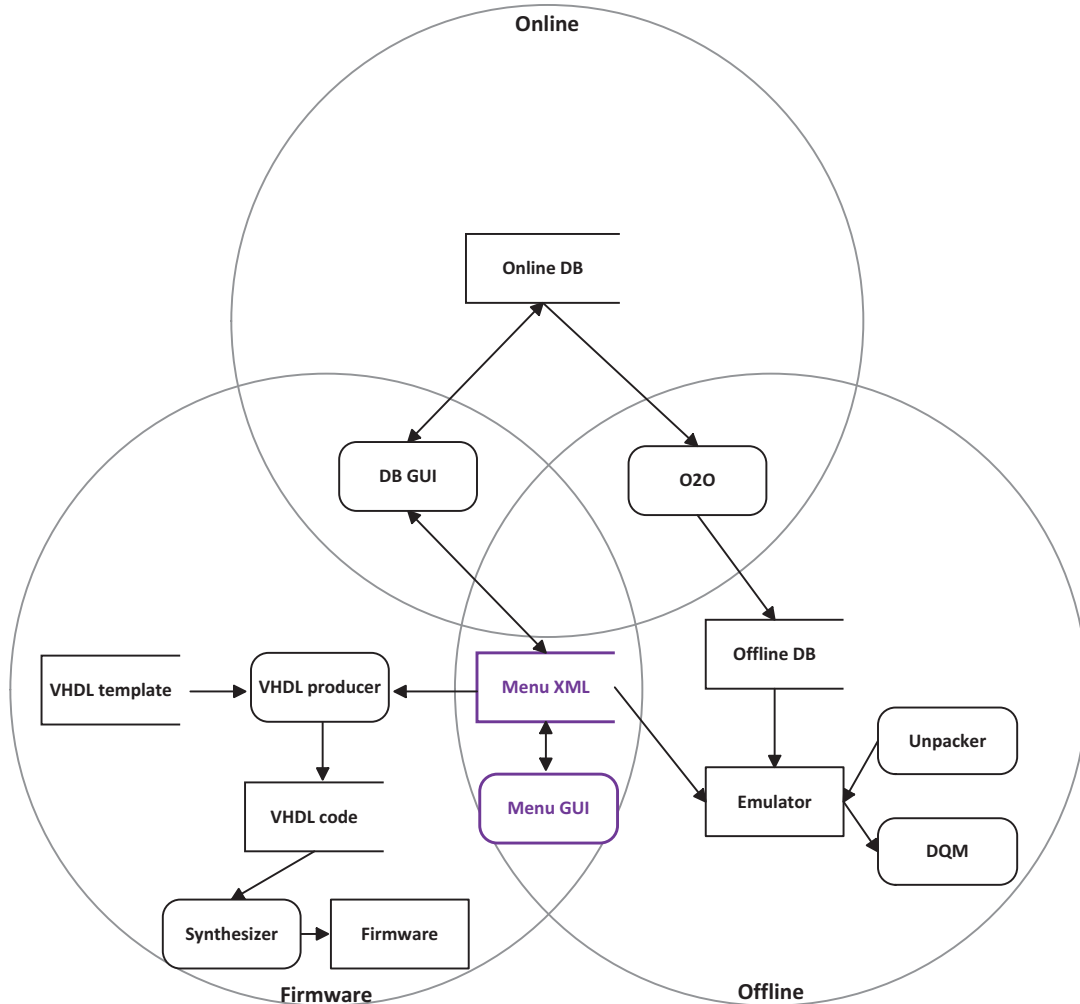 Online
Online DB
DB GUI
O2O
Menu XML
Offline DB
VHDL template
VHDL producer
Unpacker
Menu GUI
Emulator
VHDL code
DQM
Synthesizer
Firmware
Firmware
Offline